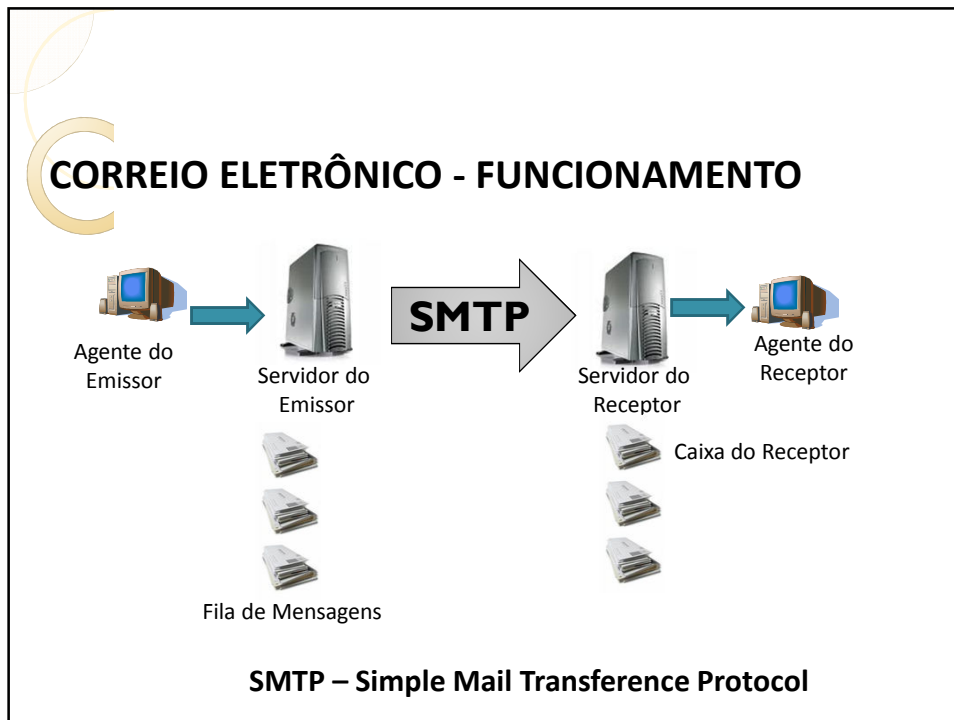 CORREIO ELETRÔNICO - FUNCIONAMENTO
SMTP
Agente do
Emissor
Servidor do
Emissor
Servidor do
Receptor
Agente do
Receptor
Caixa do Receptor
Fila de Mensagens
SMTP – Simple Mail Transference Protocol